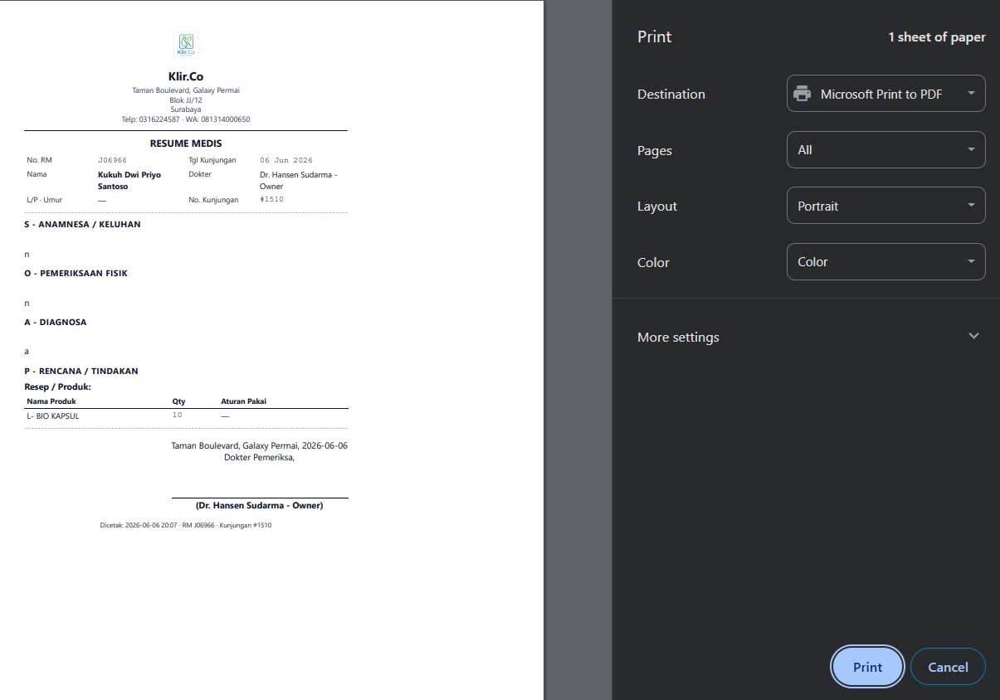 Klir.Co
Klir.Co
Taman Boulevard, Galaxy Permai
Blok JJ/12
Surabaya
Telp: 0316224587 · WA: 081314000650
RESUME MEDIS
No. RM J06966 Tgl Kunjungan 06 Jun 2026
Nama Kukuh Dwi Priyo Santoso Dokter Dr. Hansen Sudarma - Owner
L/P · Umur — No. Kunjungan #1510
S - ANAMNESA / KELUHAN
n
O - PEMERIKSAAN FISIK
n
A - DIAGNOSA
a
P - RENCANA / TINDAKAN
Resep / Produk:
Nama Produk Qty Aturan Pakai
L- BIO KAPSUL 10 —
Taman Boulevard, Galaxy Permai, 2026-06-06
Dokter Pemeriksa,
(Dr. Hansen Sudarma - Owner)
Dicetak: 2026-06-06 20:07 · RM J06966 · Kunjungan #1510
Print 1 sheet of paper
Destination Microsoft Print to PDF
Pages All
Layout Portrait
Color Color
More settings
Print Cancel